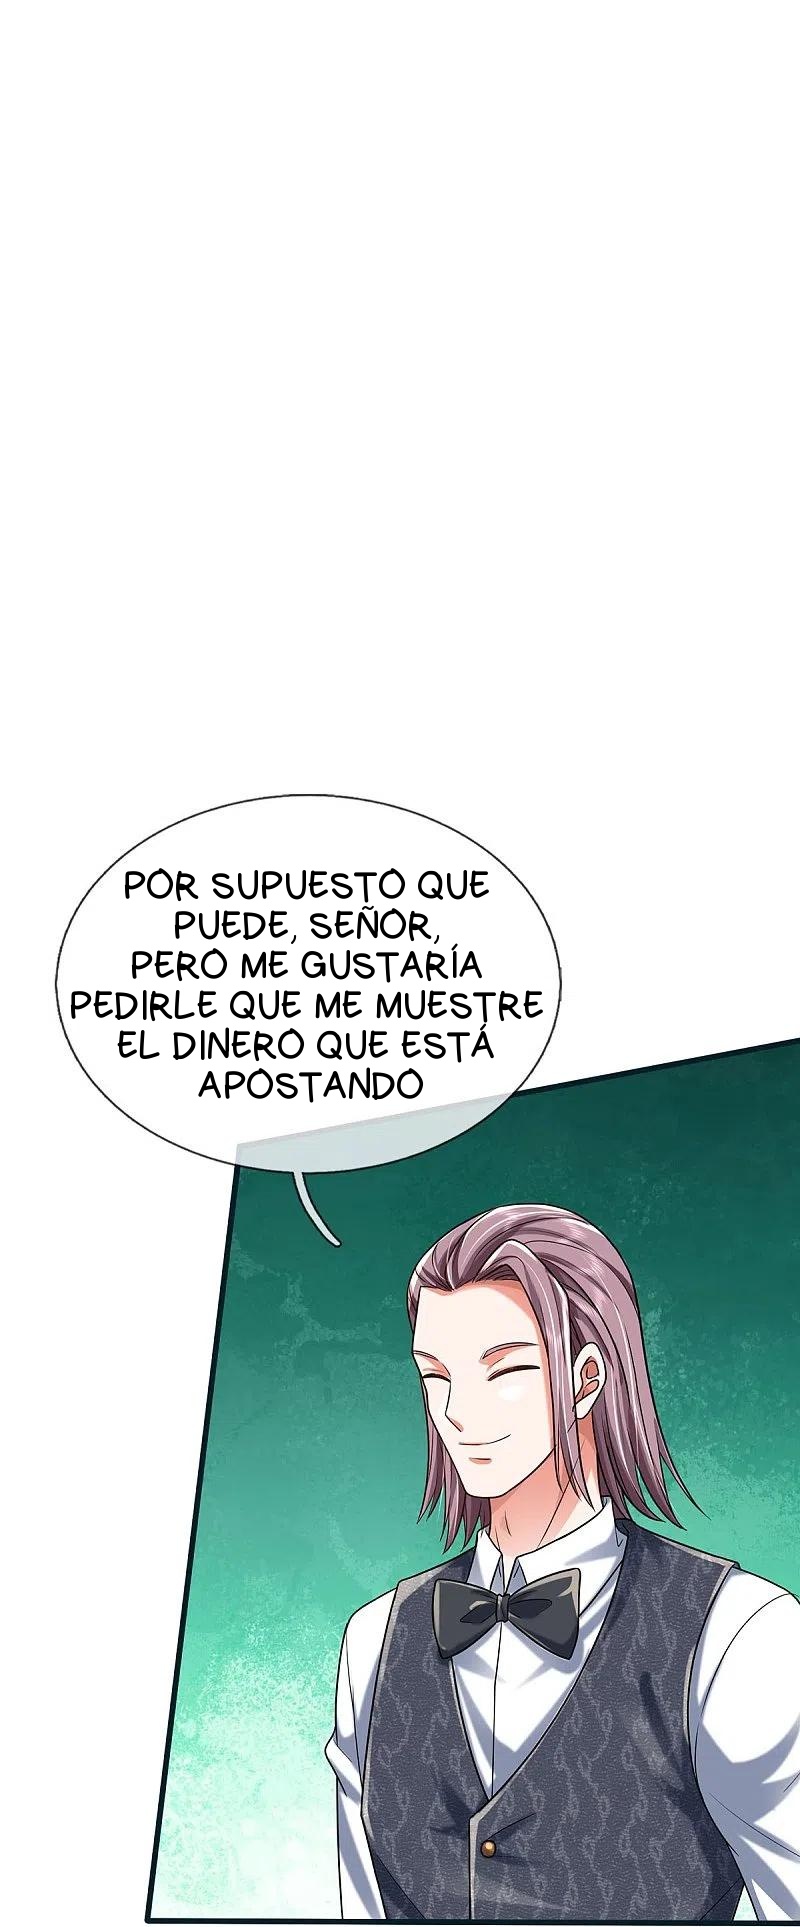 POR SUPUESTO QUE
PUEDE, SEÑOR,
PERO ME GUSTARÍA
PEDIRLE QUE ME MUESTRE
EL DINERO QUE ESTÁ
APOSTANDO